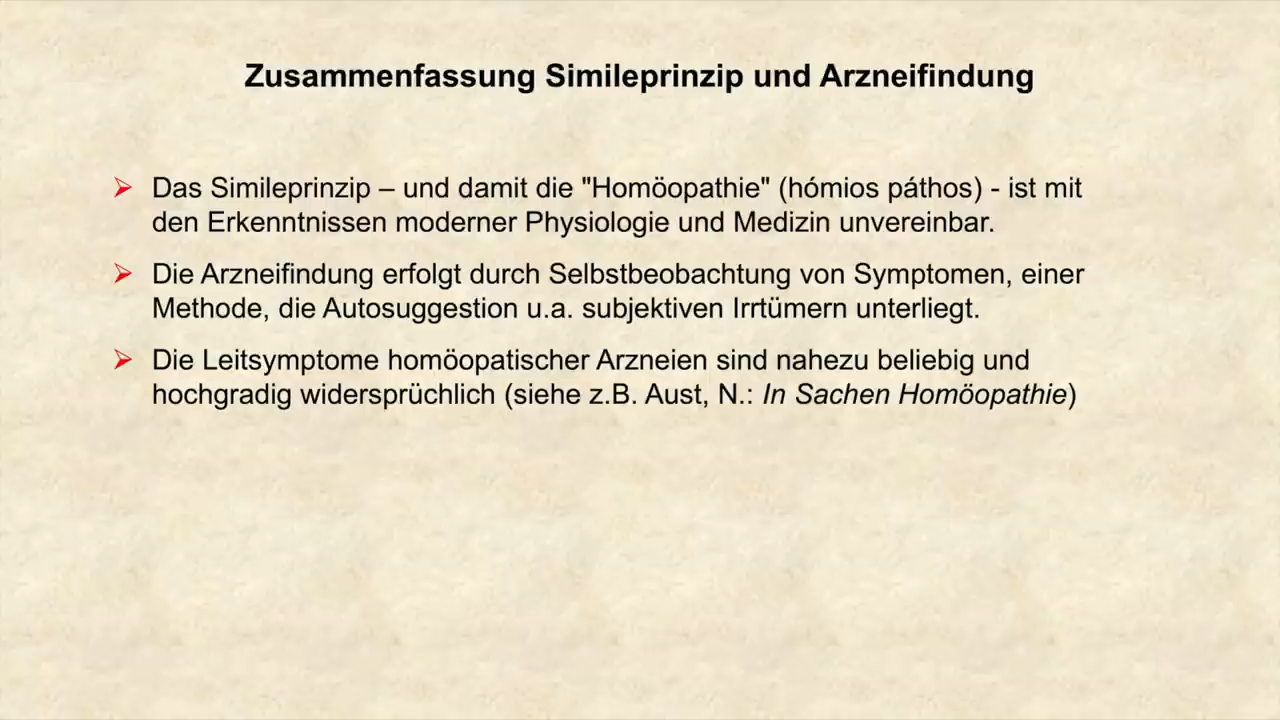 Zusammenfassung Simileprinzip und Arzneifindung
Das Simileprinzip – und damit die "Homöopathie" (hómios páthos) - ist mit
den Erkenntnissen moderner Physiologie und Medizin unvereinbar.
Die Arzneifindung erfolgt durch Selbstbeobachtung von Symptomen, einer
Methode, die Autosuggestion u.a. subjektiven Irrtümern unterliegt.
Die Leitsymptome homöopatischer Arzneien sind nahezu beliebig und
hochgradig widersprüchlich (siehe z.B. Aust, N.: In Sachen Homöopathie)